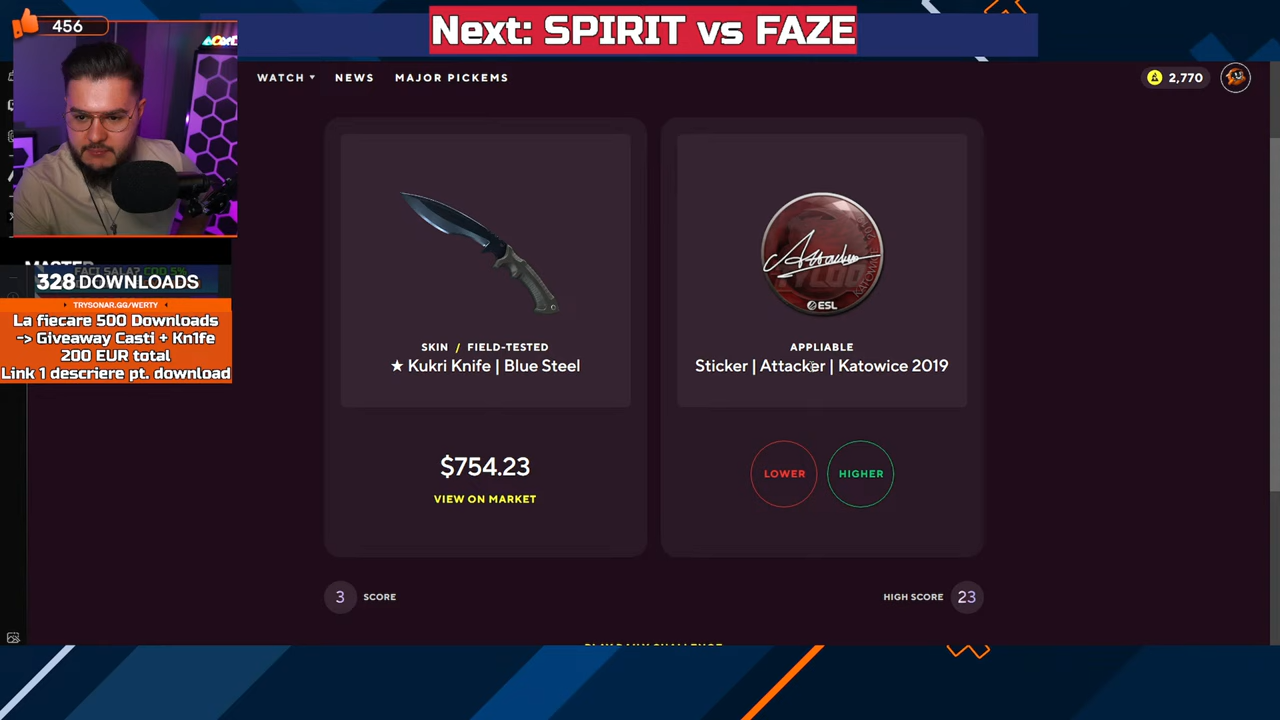 456
Next: SPIRIT vs FAZE
WATCH
NEWS
MAJOR PICKEMS
2,770
328 DOWNLOADS
TRYSONAR.GG/WERTY
La fiecare 500 Downloads
-> Giveaway Casti + Kn1fe
200 EUR total
Link 1 descriere pt. download
SKIN / FIELD-TESTED
★ Kukri Knife | Blue Steel
$754.23
VIEW ON MARKET
ESL
APPLIABLE
Sticker | Attacker | Katowice 2019
LOWER
HIGHER
3 SCORE
HIGH SCORE 23